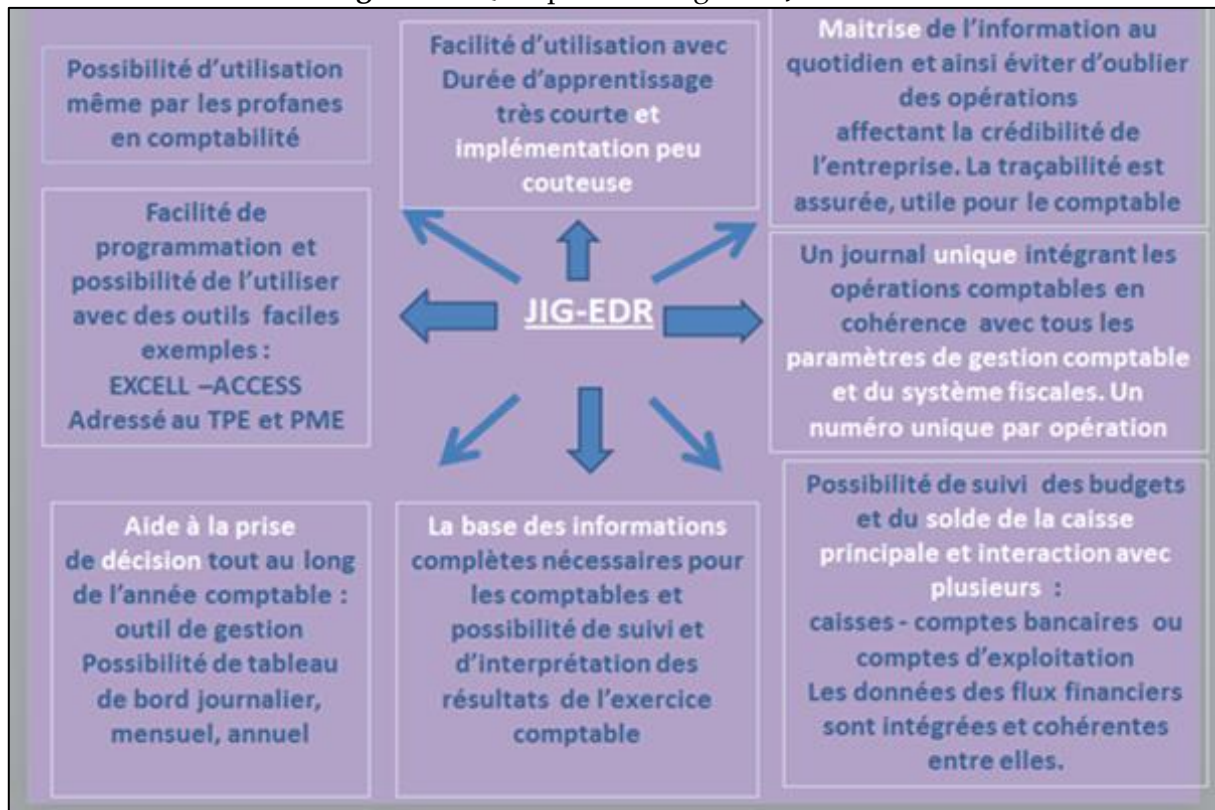 Possibilité d'utilisation
même par les profanes
en comptabilité
Facilité d'utilisation avec
Durée d'apprentissage
très courte et
implémentation peu
couteuse
Maitrise de l'information au
quotidien et ainsi éviter d'oublier
des opérations
affectant la crédibilité de
l'entreprise. La traçabilité est
assurée, utile pour le comptable
Facilité de
programmation et
possibilité de l'utiliser
avec des outils faciles
exemples :
EXCELL –ACCESS
Adressé au TPE et PME
JIG-EDR
Un journal unique intégrant les
opérations comptables en
cohérence avec tous les
paramètres de gestion comptable
et du système fiscales. Un
numéro unique par opération
Aide à la prise
de décision tout au long
de l'année comptable :
outil de gestion
Possibilité de tableau
de bord journalier,
mensuel, annuel
La base des informations
complètes nécessaires pour
les comptables et
possibilité de suivi et
d'interprétation des
résultats de l'exercice
comptable
Possibilité de suivi des budgets
et du solde de la caisse
principale et interaction avec
plusieurs :
caisses - comptes bancaires ou
comptes d'exploitation
Les données des flux financiers
sont intégrées et cohérentes
entre elles.